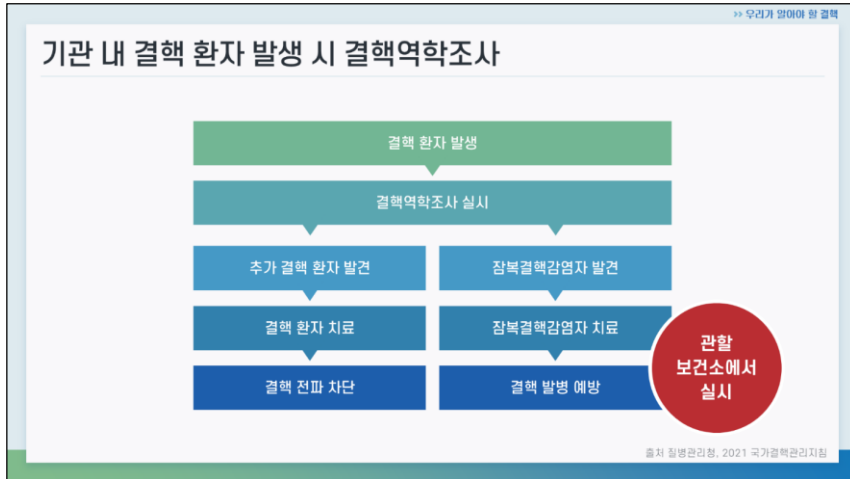 >> 우리가 알아야 할 결핵
기관 내 결핵 환자 발생 시 결핵역학조사
결핵 환자 발생
결핵역학조사 실시
추가 결핵 환자 발견
잠복결핵감염자 발견
결핵 환자 치료
잠복결핵감염자 치료
결핵 전파 차단
결핵 발병 예방
관할
보건소에서
실시
출처 질병관리청, 2021 국가결핵관리지침